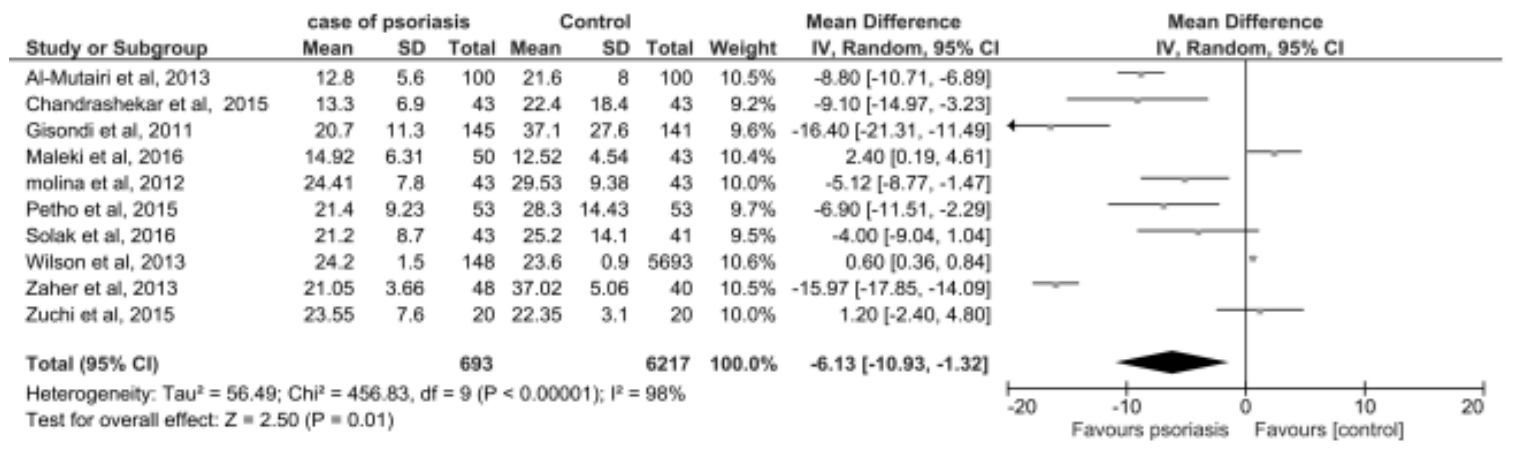 case of psoriasis Control Mean Difference Mean Difference
Study or Subgroup Mean SD Total Mean SD Total Weight IV, Random, 95% CI IV, Random, 95% CI
Al-Mutairi et al, 2013 12.8 5.6 100 21.6 8 100 10.5% -8.80 [-10.71, -6.89]
Chandrashekar et al, 2015 13.3 6.9 43 22.4 18.4 43 9.2% -9.10 [-14.97, -3.23]
Gisondi et al, 2011 20.7 11.3 145 37.1 27.6 141 9.6% -16.40 [-21.31, -11.49]
Maleki et al, 2016 14.92 6.31 50 12.52 4.54 43 10.4% 2.40 [0.19, 4.61]
molina et al, 2012 24.41 7.8 43 29.53 9.38 43 10.0% -5.12 [-8.77, -1.47]
Petho et al, 2015 21.4 9.23 53 28.3 14.43 53 9.7% -6.90 [-11.51, -2.29]
Solak et al, 2016 21.2 8.7 43 25.2 14.1 41 9.5% -4.00 [-9.04, 1.04]
Wilson et al, 2013 24.2 1.5 148 23.6 0.9 5693 10.6% 0.60 [0.36, 0.84]
Zaher et al, 2013 21.05 3.66 48 37.02 5.06 40 10.5% -15.97 [-17.85, -14.09]
Zuchi et al, 2015 23.55 7.6 20 22.35 3.1 20 10.0% 1.20 [-2.40, 4.80]
Total (95% CI) 693 6217 100.0% -6.13 [-10.93, -1.32]
Heterogeneity: Tau² = 56.49; Chi² = 456.83, df = 9 (P < 0.00001); I² = 98%
Test for overall effect: Z = 2.50 (P = 0.01)
-20 -10 0 10 20
Favours psoriasis Favours [control]